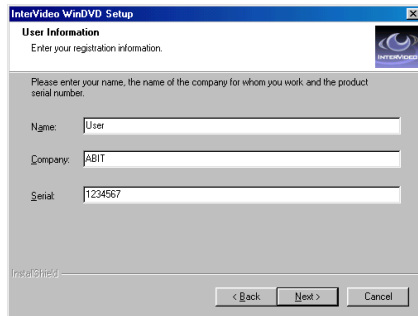 InterVideo WinDVD Setup
User Information
Enter your registration information.
INTERVIDEO
Please enter your name, the name of the company for whom you work and the product
serial number.
Name: User
Company: ABIT
Serial: 1234567
InstallShield
< Back Next > Cancel